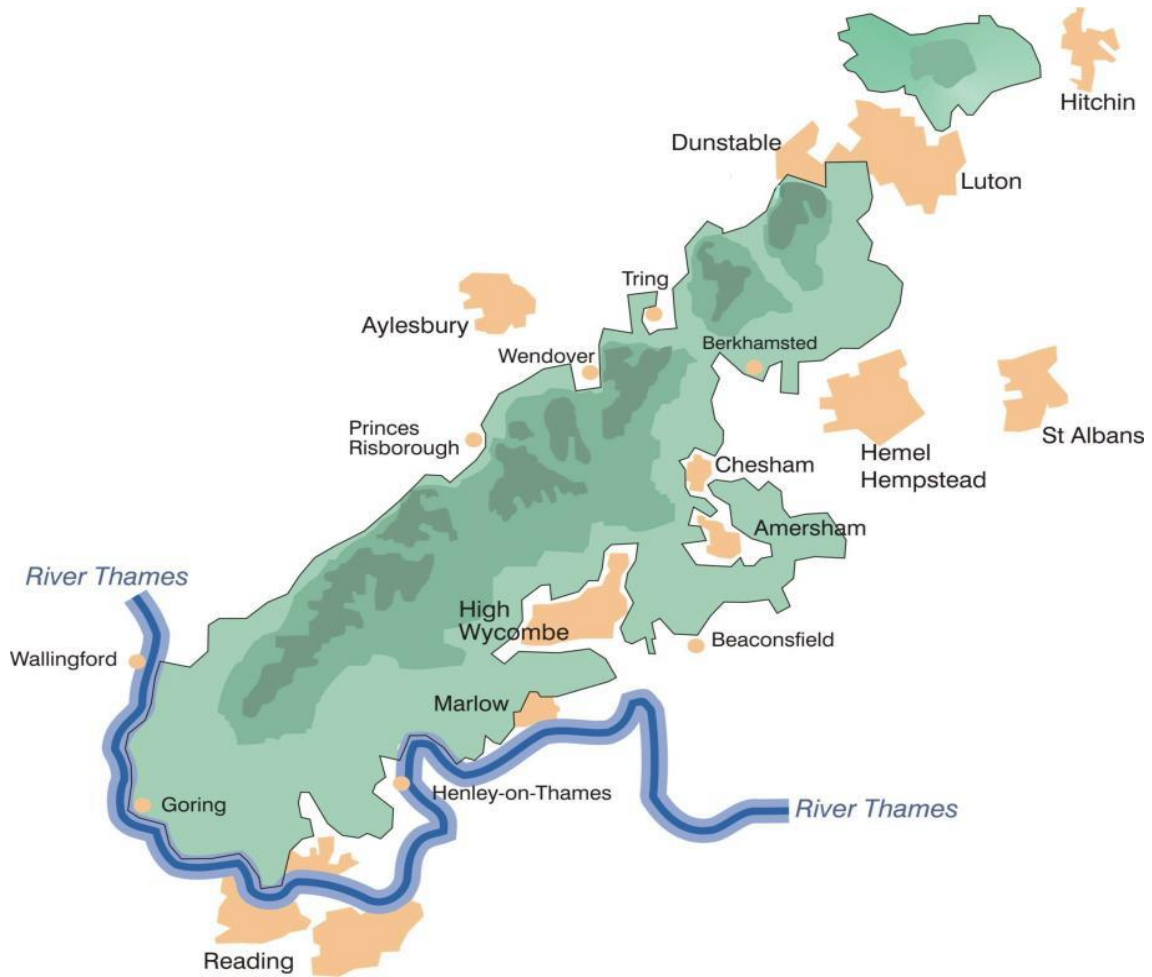 Hitchin
Dunstable
Luton
Tring
Aylesbury
Wendover
Berkhamsted
Princes
Risborough
St Albans
Hemel
Hempstead
Chesham
Amersham
River Thames
High
Wycombe
Beaconsfield
Wallingford
Marlow
Henley-on-Thames
Goring
River Thames
Reading